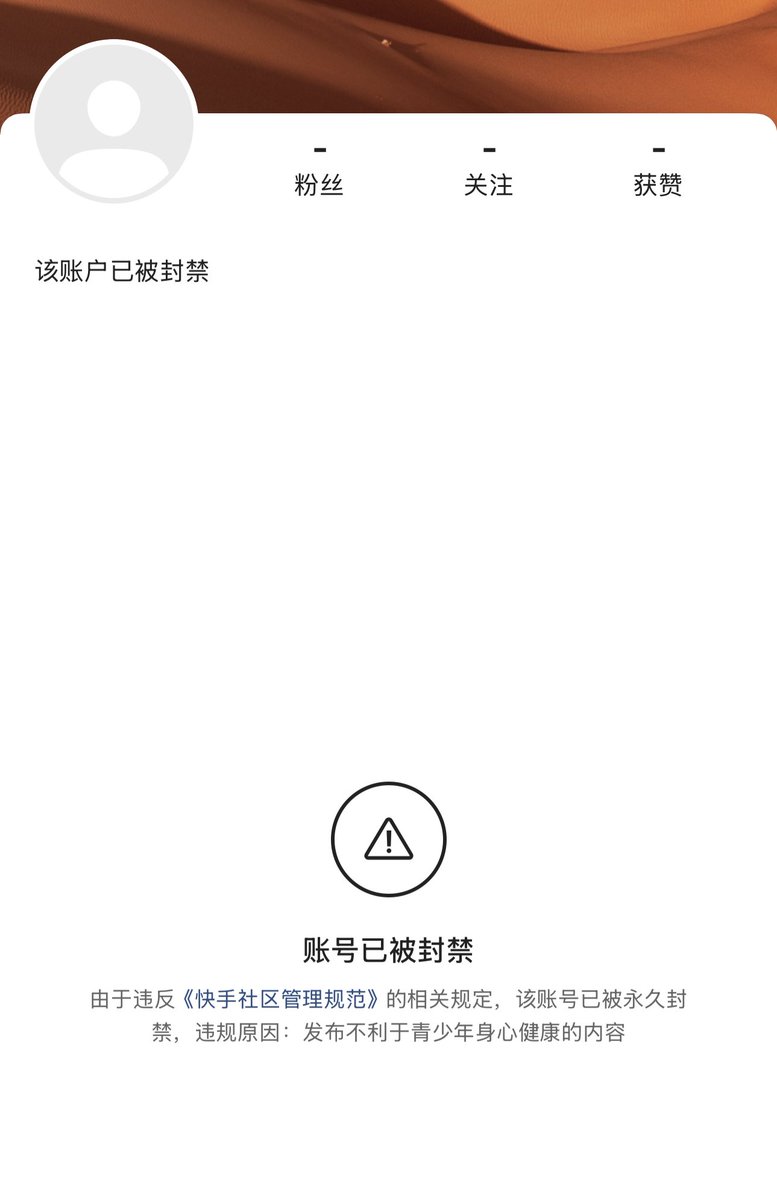 - - -
粉丝 关注 获赞
该账户已被封禁
账号已被封禁
由于违反《快手社区管理规范》的相关规定，该账号已被永久封
禁，违规原因：发布不利于青少年身心健康的内容